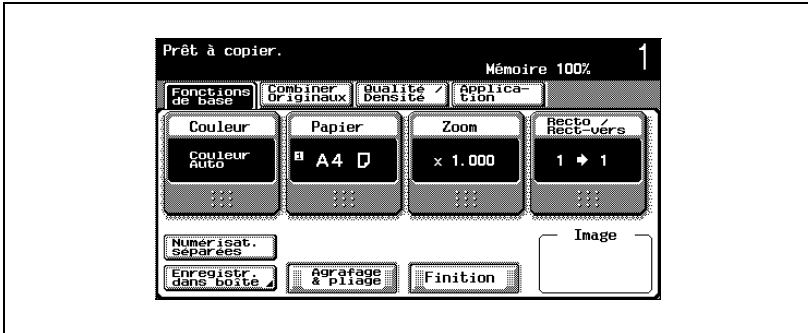 Prêt à copier.
Mémoire 100%
1
Fonctions
de base
Combiner
Originaux
Qualité /
Densité
Applica-
tion
Couleur
Papier
Zoom
Recto /
Rect-vers
Couleur
Auto
1 A4
x 1.000
1 → 1
Numérisat.
séparées
Image
Enregistr.
dans boîte
Agrafage
& pliage
Finition